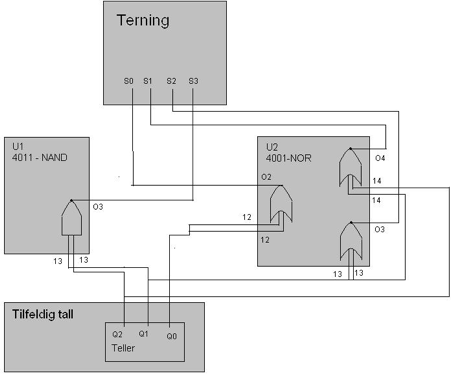 Terning
S0 S1 S2 S3
U1
4011 - NAND
U2
4001-NOR
O4
O2
14
14
O3
12
O3
12
13 13
13 13
Tilfeldig tall
Q2 Q1 Q0
Teller